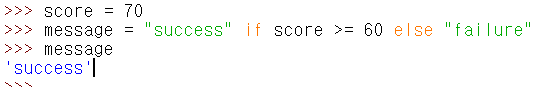 >>> score = 70
>>> message = "success" if score >= 60 else "failure"
>>> message
'success'
>>>